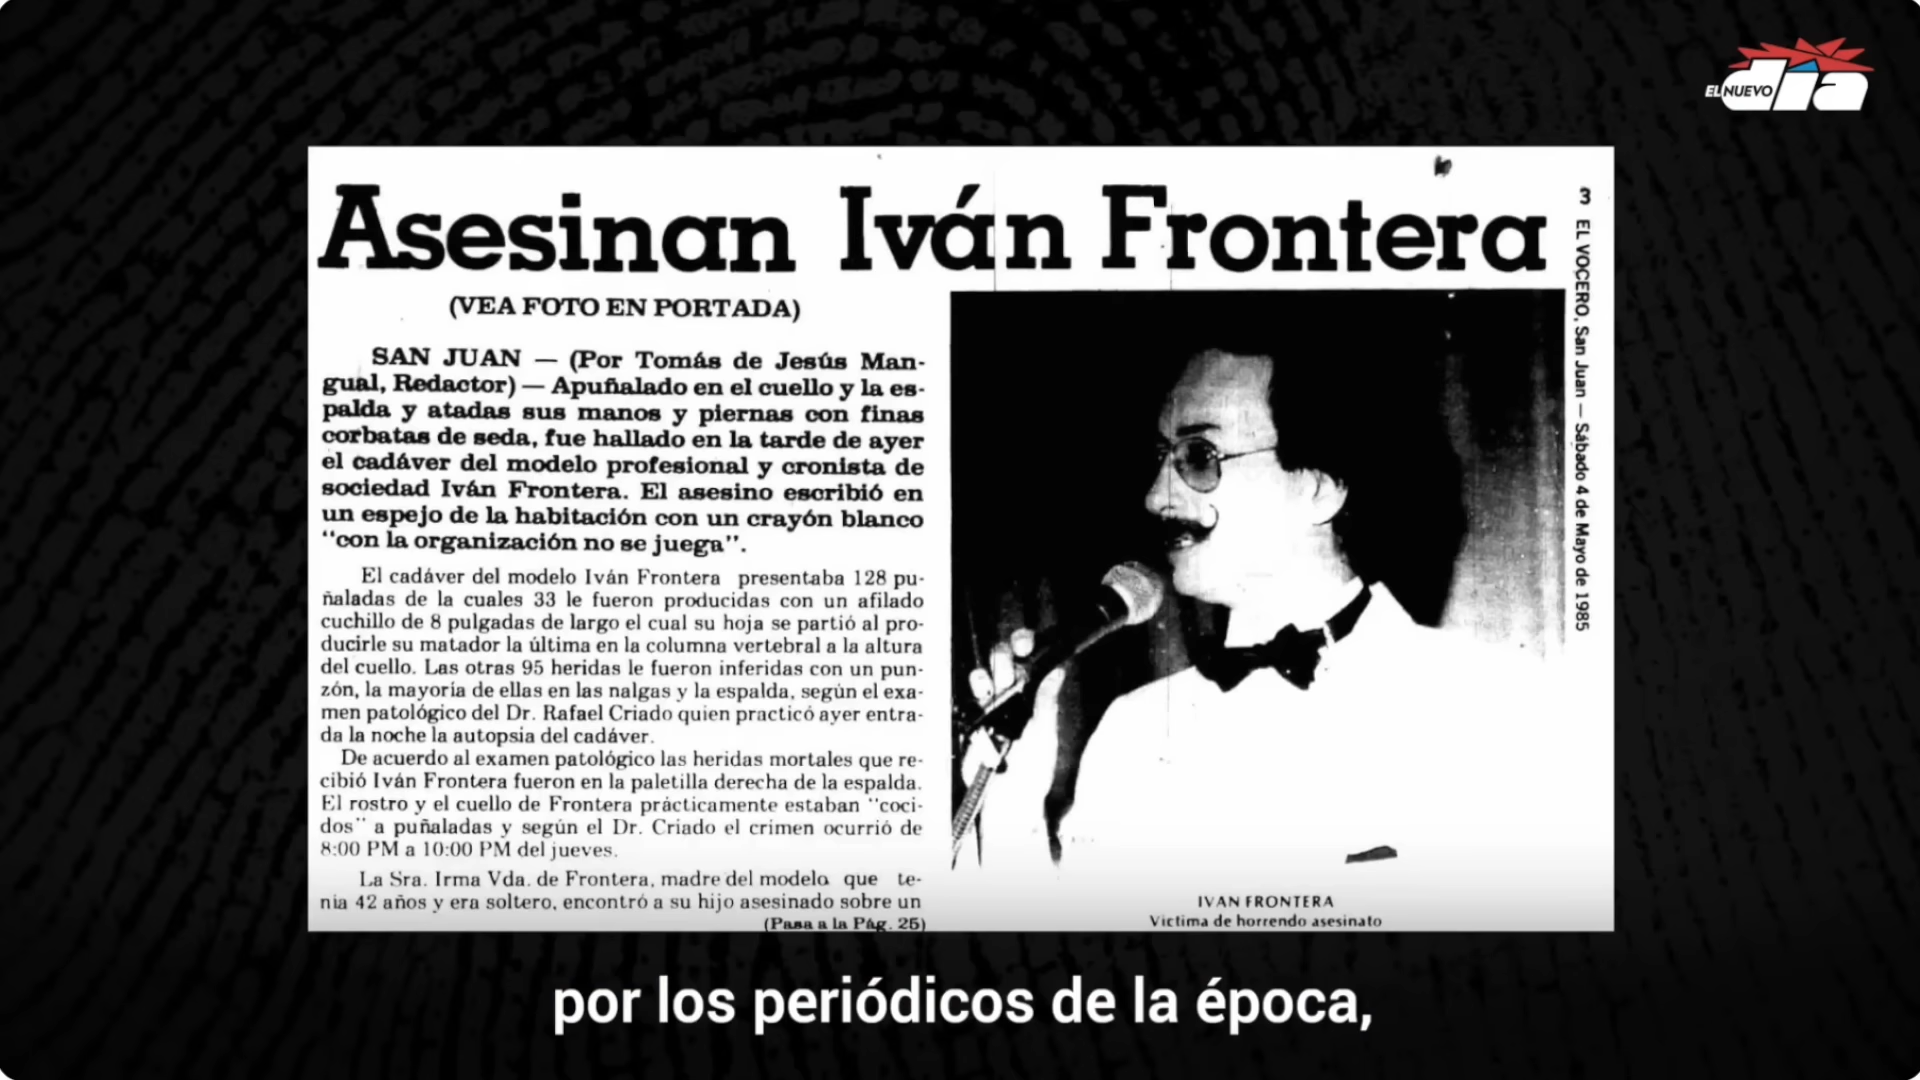 EL NUEVO día
Asesinan Iván Frontera
(VEA FOTO EN PORTADA)
SAN JUAN — (Por Tomás de Jesús Man-
gual, Redactor) — Apuñalado en el cuello y la es-
palda y atadas sus manos y piernas con finas
corbatas de seda, fue hallado en la tarde de ayer
el cadáver del modelo profesional y cronista de
sociedad Iván Frontera. El asesino escribió en
un espejo de la habitación con un crayón blanco
“con la organización no se juega”.
El cadáver del modelo Iván Frontera presentaba 128 pu-
ñaladas de la cuales 33 le fueron producidas con un afilado
cuchillo de 8 pulgadas de largo el cual su hoja se partió al pro-
ducirle su matador la última en la columna vertebral a la altura
del cuello. Las otras 95 heridas le fueron inferidas con un pun-
zón, la mayoría de ellas en las nalgas y la espalda, según el exa-
men patológico del Dr. Rafael Criado quien practicó ayer entra-
da la noche la autopsia del cadáver.
De acuerdo al examen patológico las heridas mortales que re-
cibió Iván Frontera fueron en la paletilla derecha de la espalda.
El rostro y el cuello de Frontera prácticamente estaban “coci-
dos” a puñaladas y según el Dr. Criado el crimen ocurrió de
8:00 PM a 10:00 PM del jueves.
La Sra. Irma Vda. de Frontera, madre del modelo que te-
nia 42 años y era soltero, encontró a su hijo asesinado sobre un
(Pasa a la Pág. 25)
IVAN FRONTERA
Victima de horrendo asesinato
3 EL VOCERO, San Juan — Sábado 4 de Mayo de 1985
por los periódicos de la época,